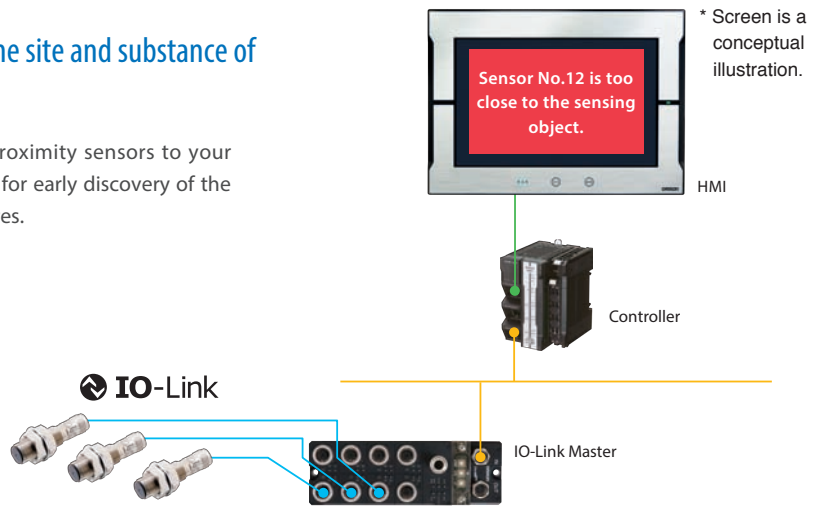 he site and substance of
roximity sensors to your
for early discovery of the
es.
* Screen is a
conceptual
illustration.
Sensor No.12 is too
close to the sensing
object.
HMI
Controller
IO-Link
IO-Link Master